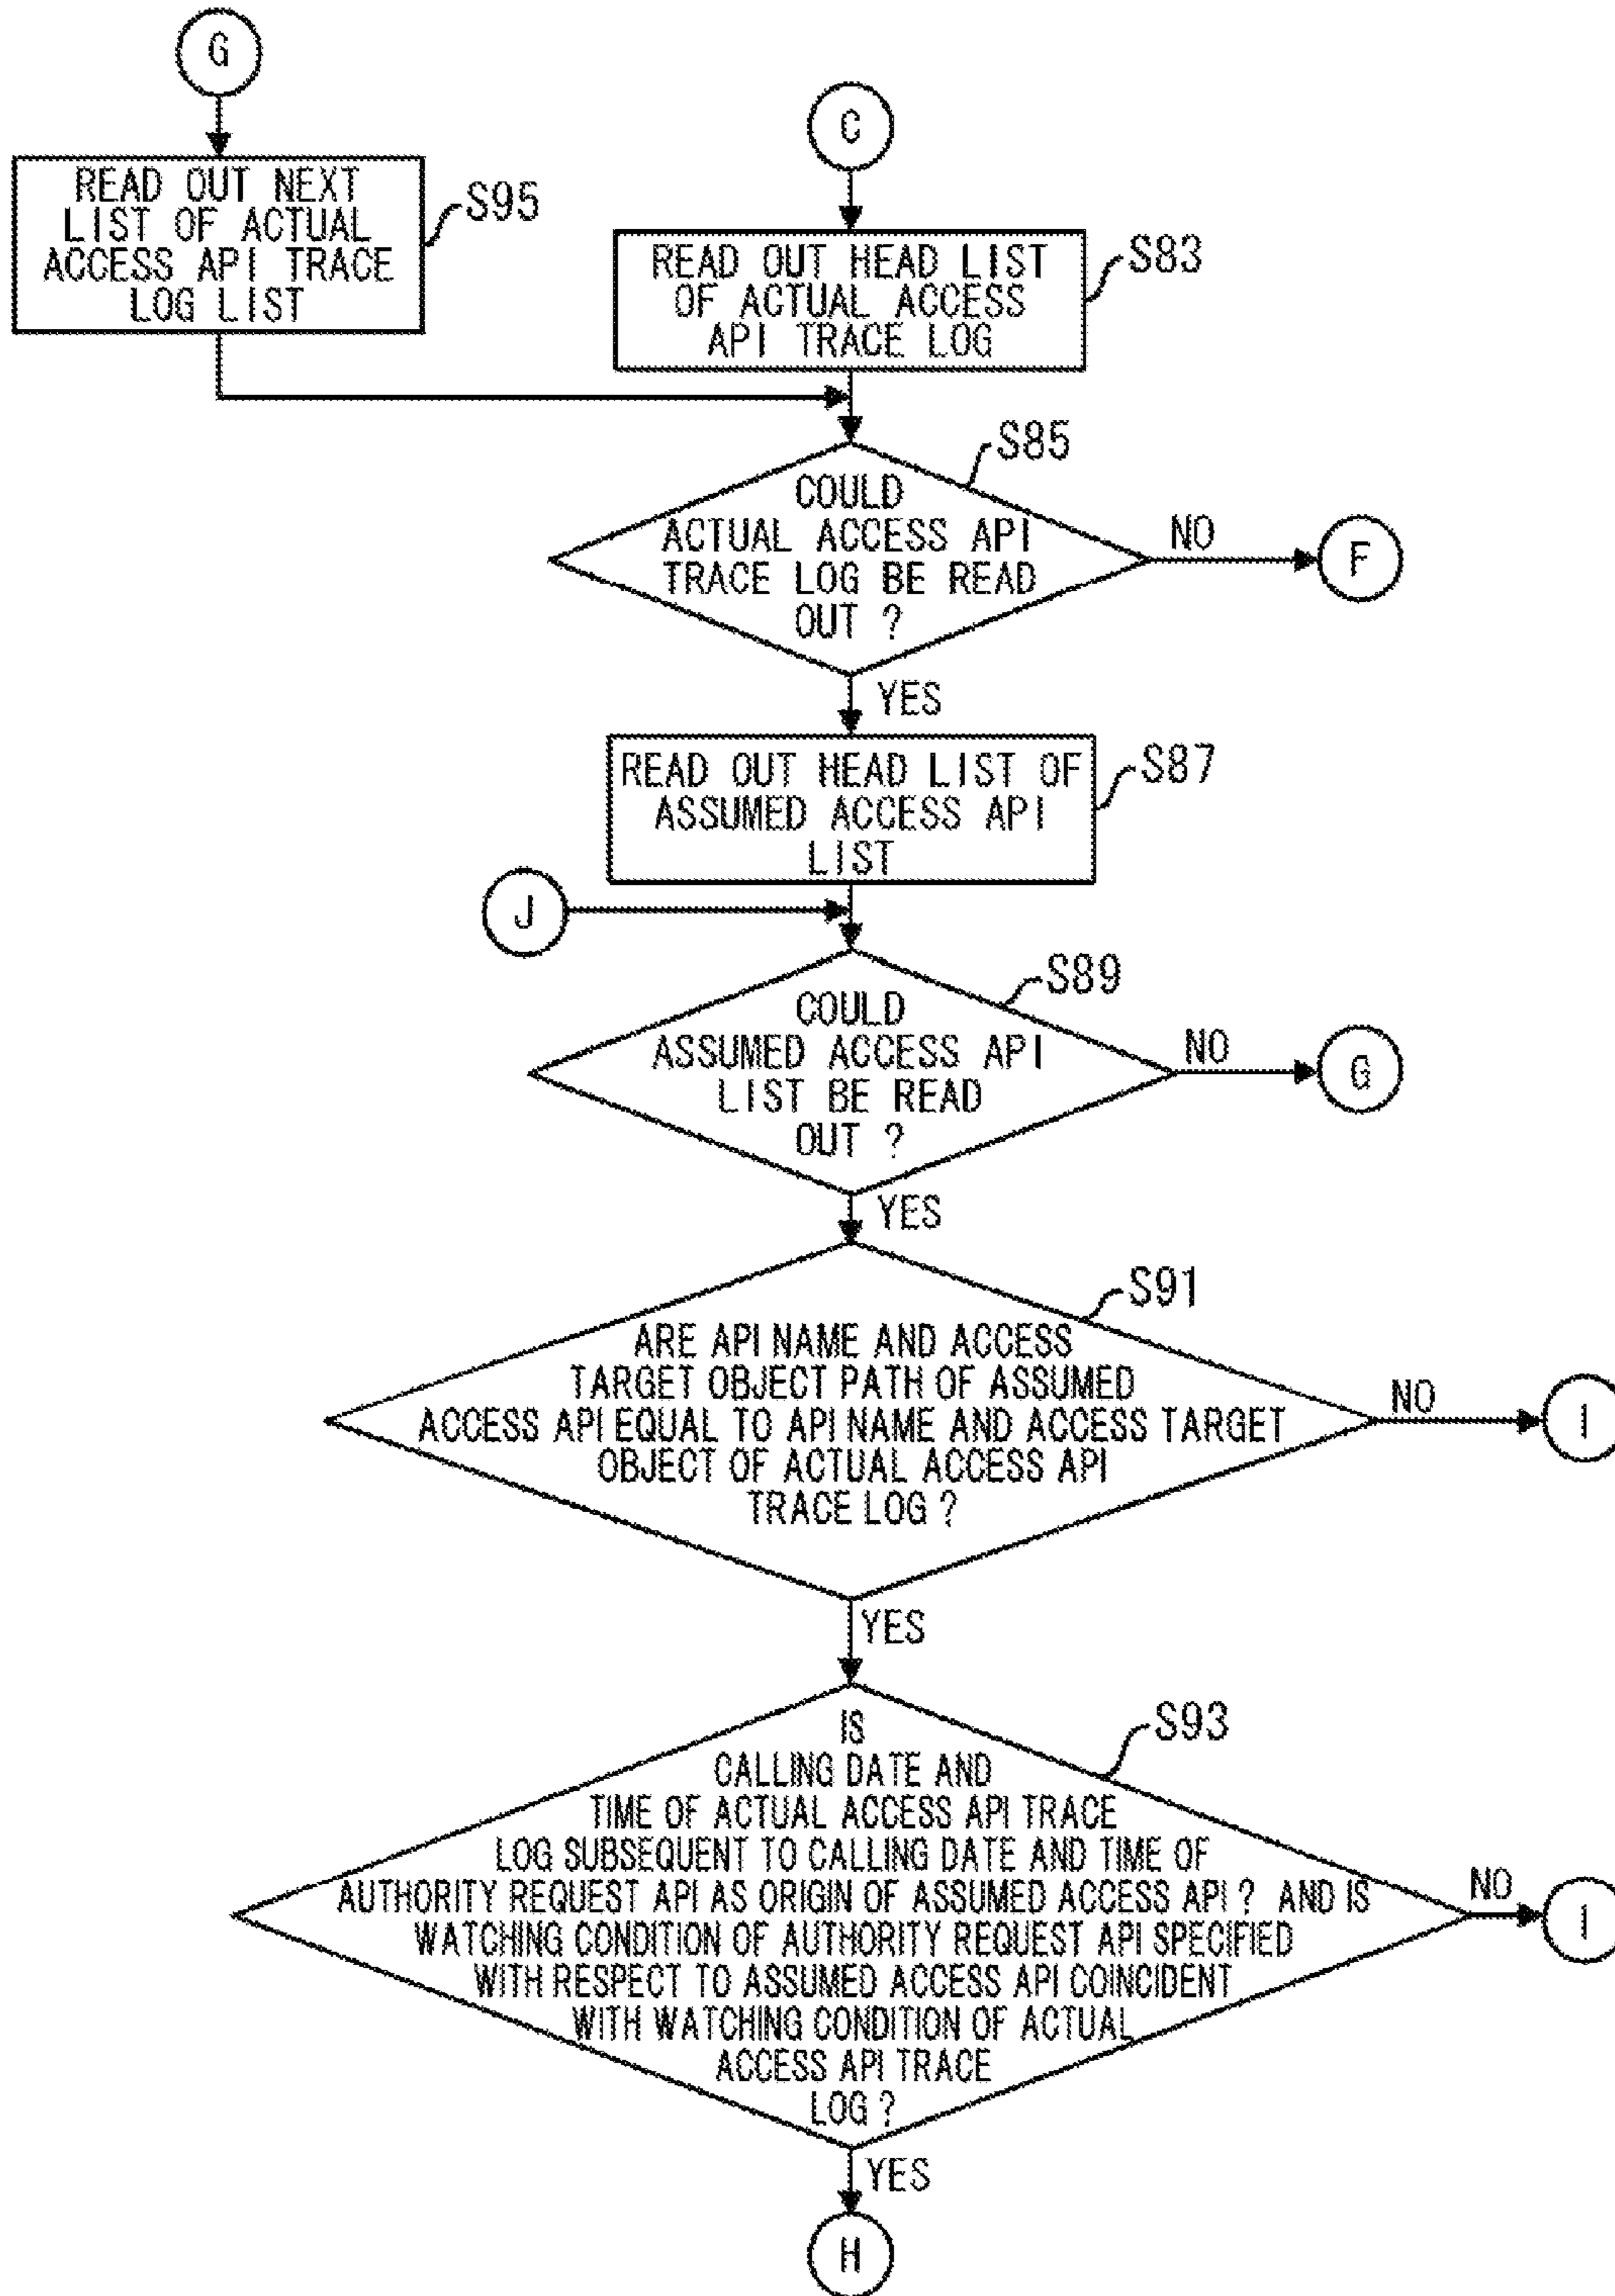 G
READ OUT NEXT
LIST OF ACTUAL
ACCESS API TRACE
LOG LIST
S95
C
READ OUT HEAD LIST
OF ACTUAL ACCESS
API TRACE LOG
S83
S85
COULD
ACTUAL ACCESS API
TRACE LOG BE READ
OUT ?
NO
F
YES
READ OUT HEAD LIST OF
ASSUMED ACCESS API
LIST
S87
J
S89
COULD
ASSUMED ACCESS API
LIST BE READ
OUT ?
NO
G
YES
S91
ARE API NAME AND ACCESS
TARGET OBJECT PATH OF ASSUMED
ACCESS API EQUAL TO API NAME AND ACCESS TARGET
OBJECT OF ACTUAL ACCESS API
TRACE LOG ?
NO
I
YES
S93
IS
CALLING DATE AND
TIME OF ACTUAL ACCESS API TRACE
LOG SUBSEQUENT TO CALLING DATE AND TIME OF
AUTHORITY REQUEST API AS ORIGIN OF ASSUMED ACCESS API ? AND IS
WATCHING CONDITION OF AUTHORITY REQUEST API SPECIFIED
WITH RESPECT TO ASSUMED ACCESS API COINCIDENT
WITH WATCHING CONDITION OF ACTUAL
ACCESS API TRACE
LOG ?
NO
I
YES
H